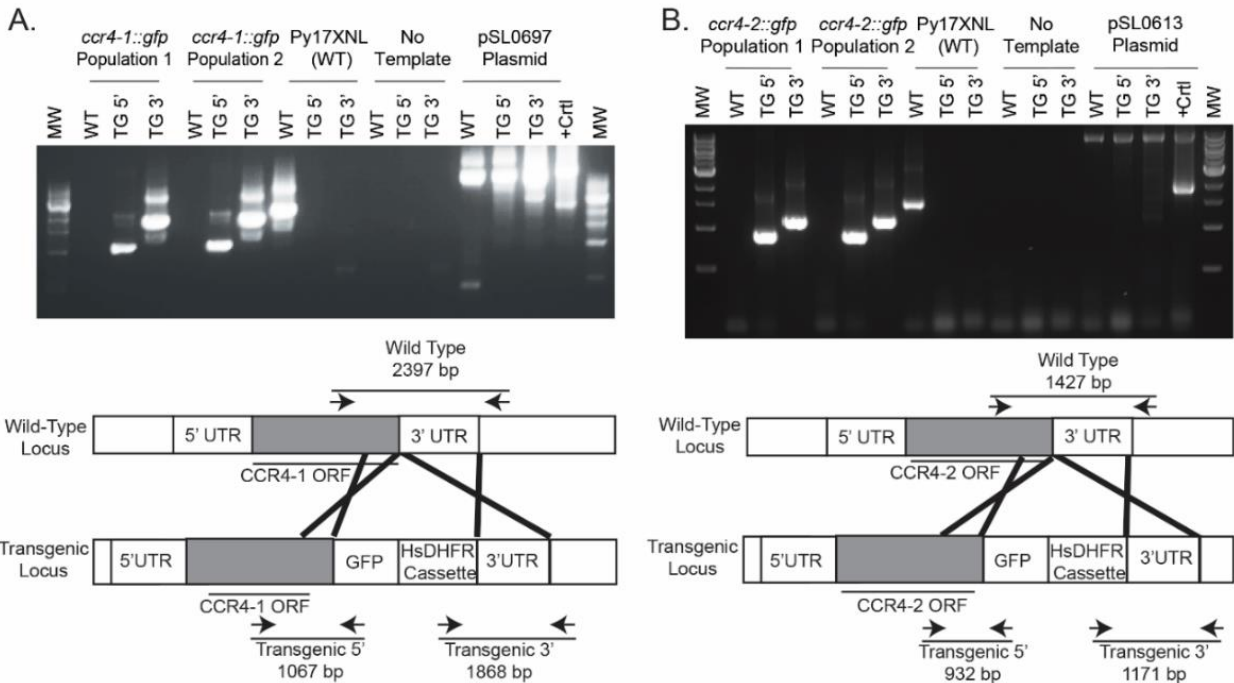 A.
ccr4-1::gfp ccr4-1::gfp Py17XNL No pSL0697
Population 1 Population 2 (WT) Template Plasmid
MW WT TG 5' TG 3' WT TG 5' TG 3' WT TG 5' TG 3' WT TG 5' TG 3' WT TG 5' TG 3' +Crtl MW
Wild Type
2397 bp
Wild-Type
Locus
5' UTR 3' UTR
CCR4-1 ORF
Transgenic
Locus
5'UTR GFP HsDHFR
Cassette 3'UTR
CCR4-1 ORF
Transgenic 5'
1067 bp
Transgenic 3'
1868 bp
B.
ccr4-2::gfp ccr4-2::gfp Py17XNL No pSL0613
Population 1 Population 2 (WT) Template Plasmid
MW WT TG 5' TG 3' WT TG 5' TG 3' WT TG 5' TG 3' WT TG 5' TG 3' WT TG 5' TG 3' +Crtl MW
Wild Type
1427 bp
Wild-Type
Locus
5' UTR 3' UTR
CCR4-2 ORF
Transgenic
Locus
5'UTR GFP HsDHFR
Cassette 3'UTR
CCR4-2 ORF
Transgenic 5'
932 bp
Transgenic 3'
1171 bp